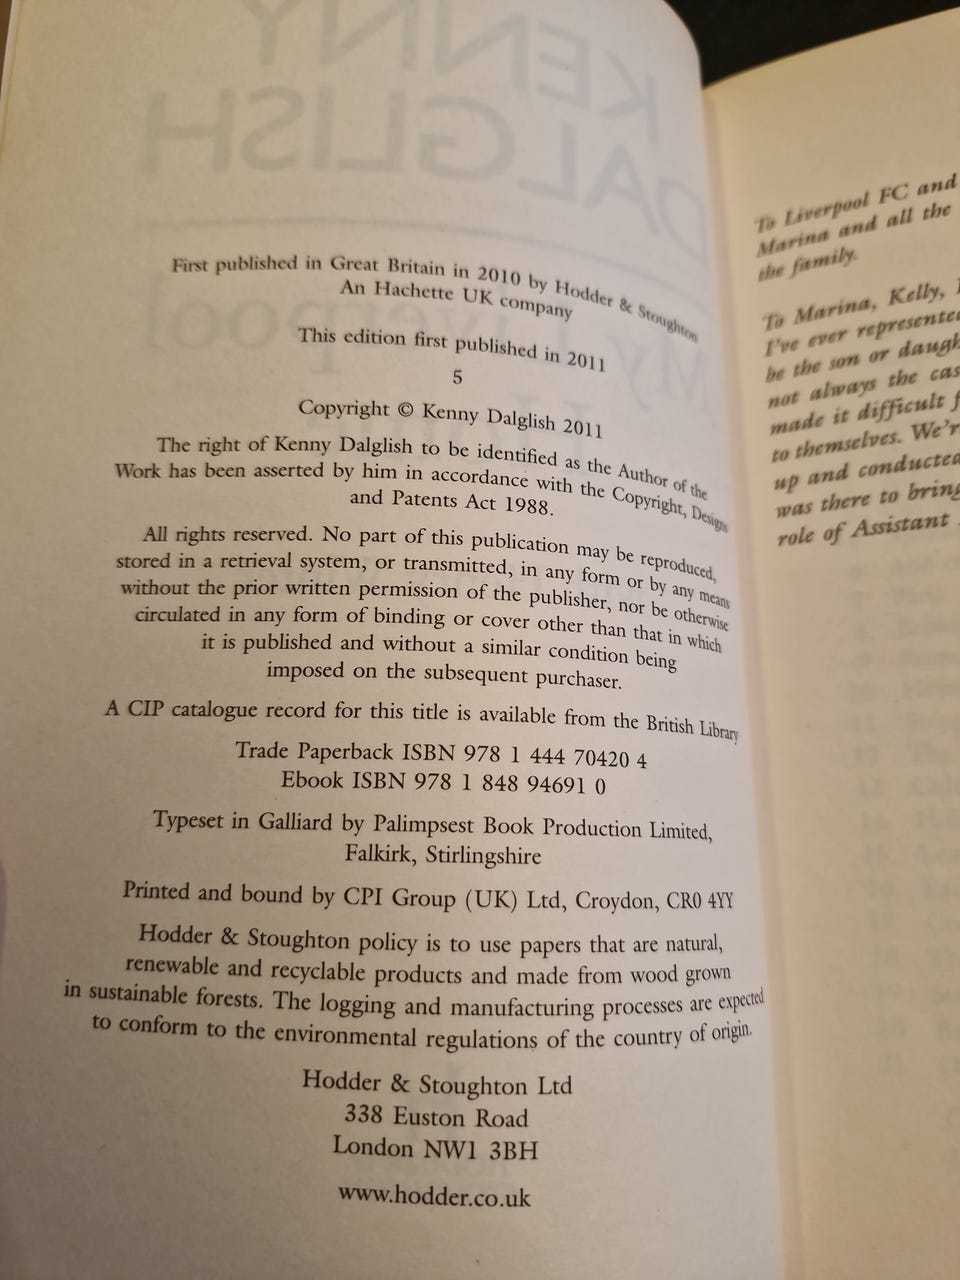 First published in Great Britain in 2010 by Hodder & Stoughton
An Hachette UK company
This edition first published in 2011
5
Copyright © Kenny Dalglish 2011
The right of Kenny Dalglish to be identified as the Author of the
Work has been asserted by him in accordance with the Copyright, Designs
and Patents Act 1988.
All rights reserved. No part of this publication may be reproduced,
stored in a retrieval system, or transmitted, in any form or by any means
without the prior written permission of the publisher, nor be otherwise
circulated in any form of binding or cover other than that in which
it is published and without a similar condition being
imposed on the subsequent purchaser.
A CIP catalogue record for this title is available from the British Library
Trade Paperback ISBN 978 1 444 70420 4
Ebook ISBN 978 1 848 94691 0
Typeset in Galliard by Palimpsest Book Production Limited,
Falkirk, Stirlingshire
Printed and bound by CPI Group (UK) Ltd, Croydon, CR0 4YY
Hodder & Stoughton policy is to use papers that are natural,
renewable and recyclable products and made from wood grown
in sustainable forests. The logging and manufacturing processes are expected
to conform to the environmental regulations of the country of origin.
Hodder & Stoughton Ltd
338 Euston Road
London NW1 3BH
www.hodder.co.uk
To Liverpool FC and
Marina and all the
the family.
To Marina, Kelly,
I've ever represented
be the son or
not always the
made it difficult
to themselves. We're
up and conducted
was there to bring
role of Assistant